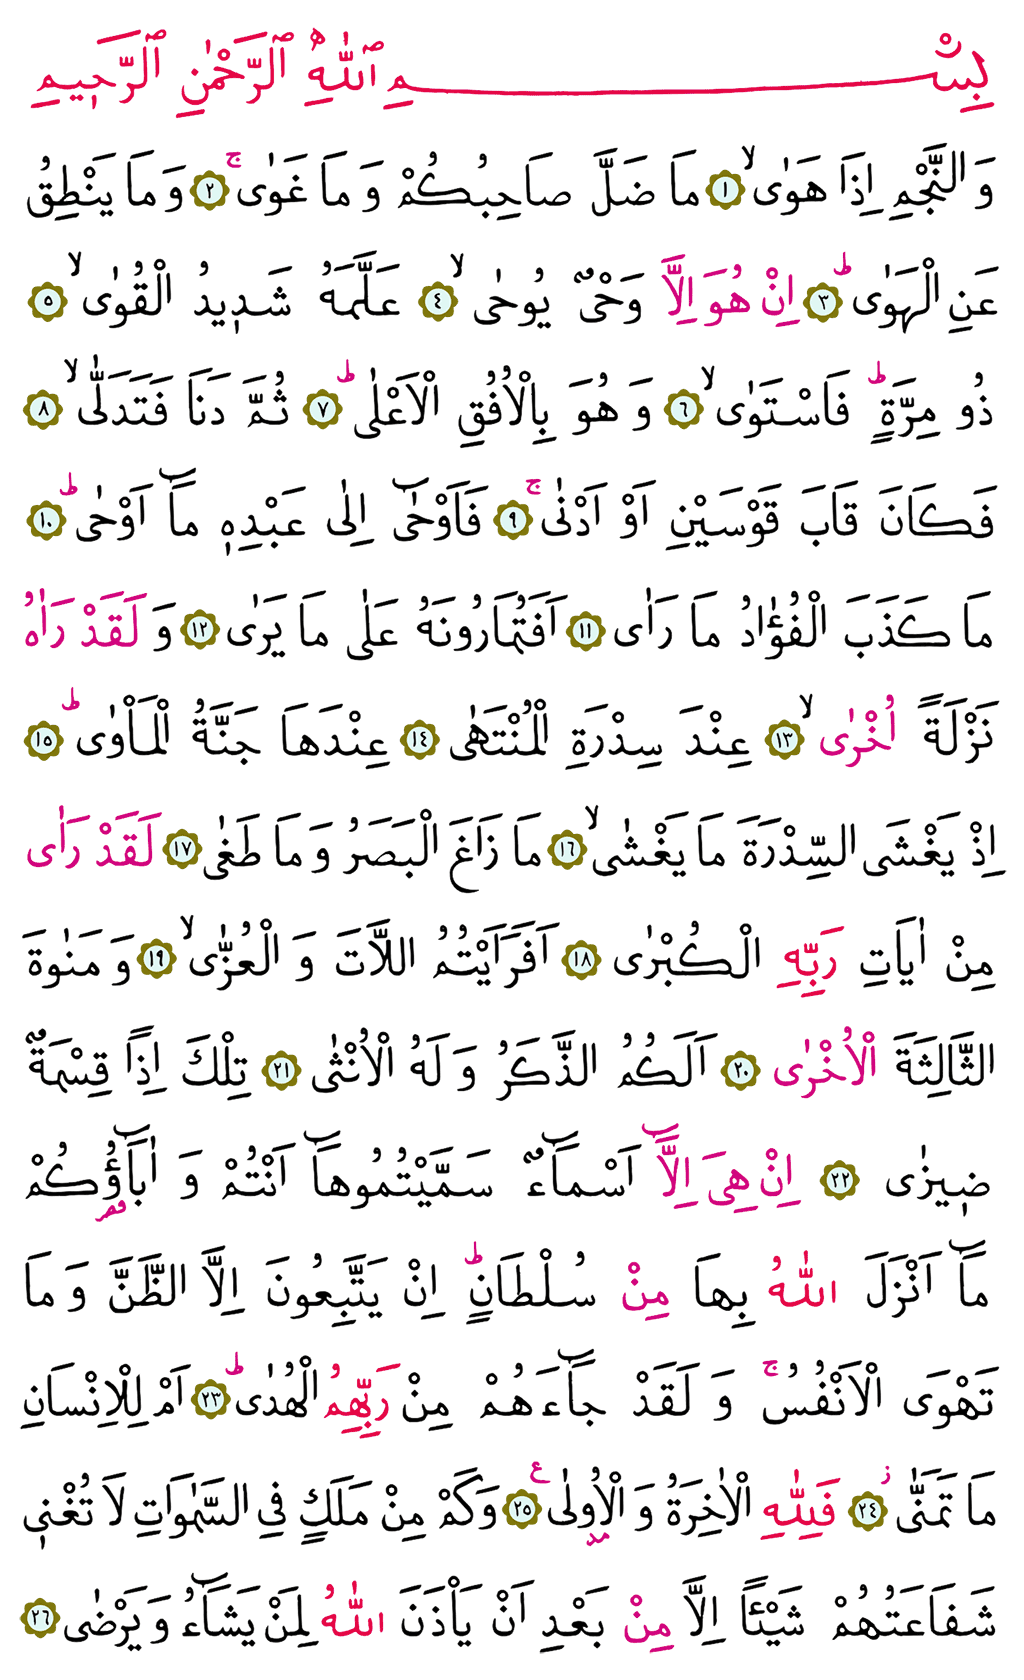 بِسْمِ اللّٰهِ الرَّحْمٰنِ الرَّحٖيمِ
وَ النَّجْمِ اِذَا هَوٰىۙ ﴿١﴾ مَا ضَلَّ صَاحِبُكُمْ وَ مَا غَوٰىۚ ﴿٢﴾ وَ مَا يَنْطِقُ
عَنِ الْهَوٰىؕ ﴿٣﴾ اِنْ هُوَ اِلَّا وَحْىٌ يُوحٰىۙ ﴿٤﴾ عَلَّمَهُ شَدٖيدُ الْقُوٰىۙ ﴿٥﴾
ذُو مِرَّةٍؕ فَاسْتَوٰىۙ ﴿٦﴾ وَ هُوَ بِالْاُفُقِ الْاَعْلٰىؕ ﴿٧﴾ ثُمَّ دَنَا فَتَدَلّٰىۙ ﴿٨﴾
فَكَانَ قَابَ قَوْسَيْنِ اَوْ اَدْنٰىۚ ﴿٩﴾ فَاَوْحٰٓى اِلٰى عَبْدِهٖ مَٓا اَوْحٰىؕ ﴿١٠﴾
مَا كَذَبَ الْفُؤٰادُ مَا رَاٰى ﴿١١﴾ اَفَتُمَارُونَهُ عَلٰى مَا يَرٰى ﴿١٢﴾ وَ لَقَدْ رَاٰهُ
نَزْلَةً اُخْرٰىۙ ﴿١٣﴾ عِنْدَ سِدْرَةِ الْمُنْتَهٰى ﴿١٤﴾ عِنْدَهَا جَنَّةُ الْمَاْوٰىؕ ﴿١٥﴾
اِذْ يَغْشَى السِّدْرَةَ مَا يَغْشٰىۙ ﴿١٦﴾ مَا زَاغَ الْبَصَرُ وَ مَا طَغٰى ﴿١٧﴾ لَقَدْ رَاٰى
مِنْ اٰيَاتِ رَبِّهِ الْكُبْرٰى ﴿١٨﴾ اَفَرَاَيْتُمُ اللَّاتَ وَ الْعُزّٰىۙ ﴿١٩﴾ وَ مَنٰوةَ
الثَّالِثَةَ الْاُخْرٰى ﴿٢٠﴾ اَلَكُمُ الذَّكَرُ وَ لَهُ الْاُنْثٰى ﴿٢١﴾ تِلْكَ اِذًا قِسْمَةٌ
ضٖيزٰى ﴿٢٢﴾ اِنْ هِىَ اِلَّٓا اَسْمَٓاءٌ سَمَّيْتُمُوهَٓا اَنْتُمْ وَ اٰبَٓاؤُ۬كُمْ
مَٓا اَنْزَلَ اللّٰهُ بِهَا مِنْ سُلْطَانٍؕ اِنْ يَتَّبِعُونَ اِلَّا الظَّنَّ وَ مَا
تَهْوَى الْاَنْفُسُۚ وَ لَقَدْ جَٓاءَهُمْ مِنْ رَبِّهِمُ الْهُدٰىؕ ﴿٢٣﴾ اَمْ لِلْاِنْسَانِ
مَا تَمَنّٰىؗ ﴿٢٤﴾ فَلِلّٰهِ الْاٰخِرَةُ وَ الْاُو۫لٰى ع ﴿٢٥﴾ وَ كَمْ مِنْ مَلَكٍ فِى السَّمٰوَاتِ لَا تُغْنٖى
شَفَاعَتُهُمْ شَيْئًا اِلَّا مِنْ بَعْدِ اَنْ يَاْذَنَ اللّٰهُ لِمَنْ يَشَٓاءُ وَ يَرْضٰى ﴿٢٦﴾